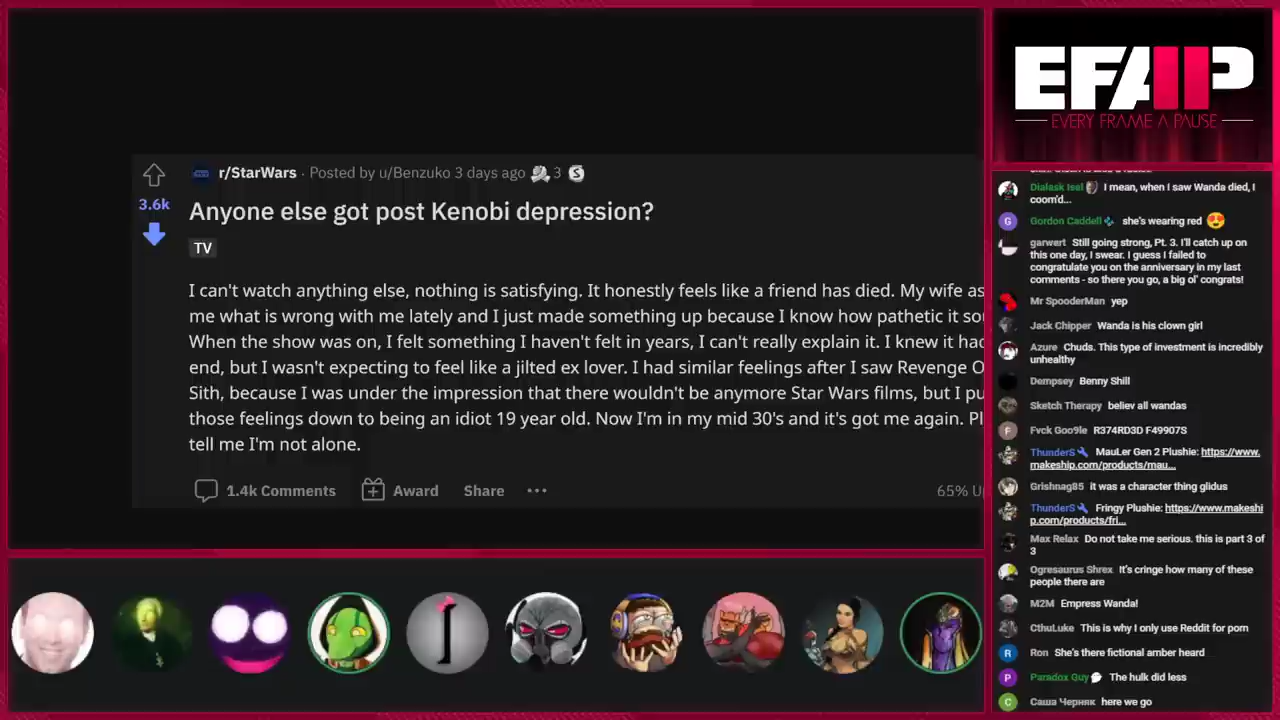 r/StarWars · Posted by u/Benzuko 3 days ago 3 S
3.6k
Anyone else got post Kenobi depression?
TV
I can't watch anything else, nothing is satisfying. It honestly feels like a friend has died. My wife as
me what is wrong with me lately and I just made something up because I know how pathetic it so
When the show was on, I felt something I haven't felt in years, I can't really explain it. I knew it had
end, but I wasn't expecting to feel like a jilted ex lover. I had similar feelings after I saw Revenge O
Sith, because I was under the impression that there wouldn't be anymore Star Wars films, but I pu
those feelings down to being an idiot 19 year old. Now I'm in my mid 30's and it's got me again. Pl
tell me I'm not alone.
1.4k Comments Award Share ...
65% U
EFAP
EVERY FRAME A PAUSE
Dialask Isel I mean, when I saw Wanda died, I
coom'd...
G Gordon Caddell she's wearing red
garwert Still going strong, Pt. 3. I'll catch up on
this one day, I swear. I guess I failed to
congratulate you on the anniversary in my last
comments - so there you go, a big ol' congrats!
Mr SpooderMan yep
Jack Chipper Wanda is his clown girl
Azure Chuds. This type of investment is incredibly
unhealthy
Dempsey Benny Shill
Sketch Therapy believ all wandas
F Fvck Goo9le R374RD3D F49907S
ThunderS MauLer Gen 2 Plushie: https://www.
makeship.com/products/mau...
Grishnag85 it was a character thing glidus
ThunderS Fringy Plushie: https://www.makeshi
p.com/products/fri...
Max Relax Do not take me serious. this is part 3 of
3
Ogresaurus Shrex It's cringe how many of these
people there are
M2M Empress Wanda!
CthuLuke This is why I only use Reddit for porn
R Ron She's there fictional amber heard
P Paradox Guy The hulk did less
С Саша Черняк here we go